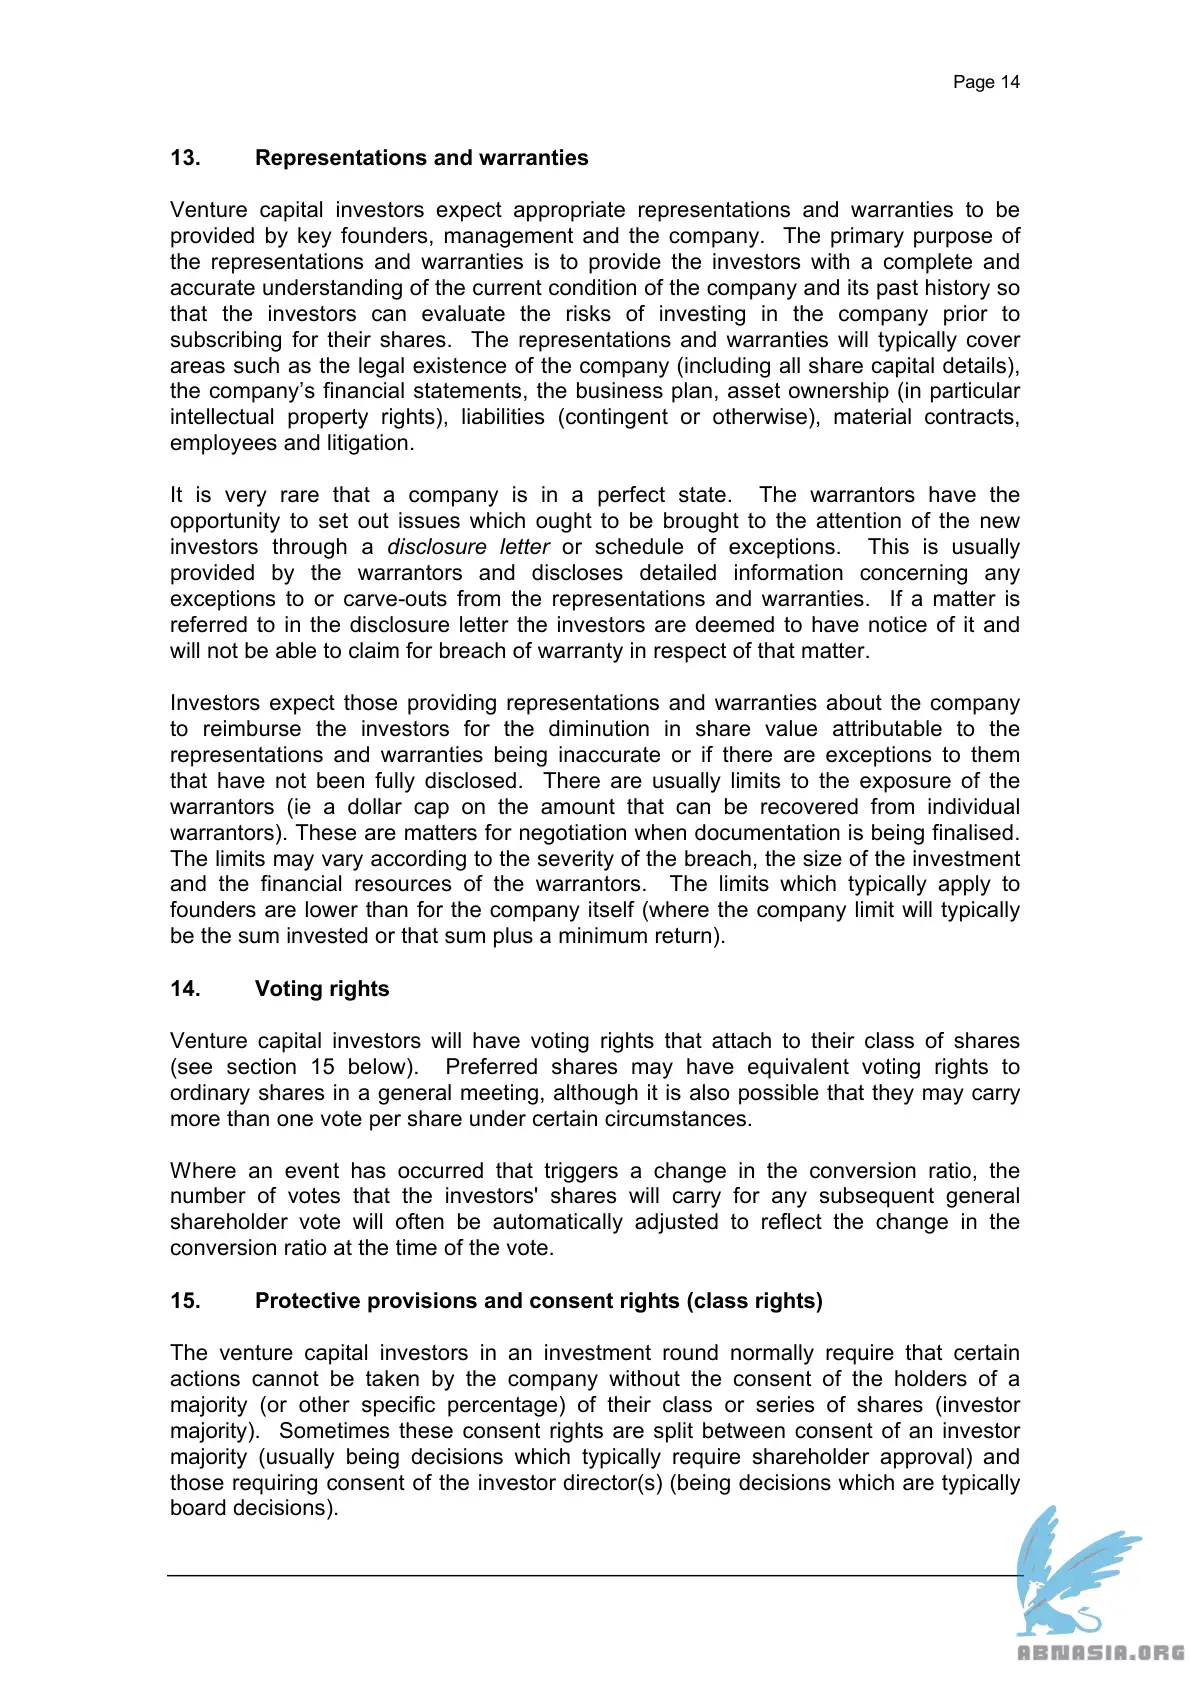 Page 14
13. Representations and warranties
Venture capital investors expect appropriate representations and warranties to be
provided by key founders, management and the company.  The primary purpose of
the representations and warranties is to provide the investors with a complete and
accurate understanding of the current condition of the company and its past history so
that the investors can evaluate the risks of investing in the company prior to
subscribing for their shares.  The representations and warranties will typically cover
areas such as the legal existence of the company (including all share capital details),
the company’s financial statements, the business plan, asset ownership (in particular
intellectual property rights), liabilities (contingent or otherwise), material contracts,
employees and litigation.
It is very rare that a company is in a perfect state.  The warrantors have the
opportunity to set out issues which ought to be brought to the attention of the new
investors through a disclosure letter or schedule of exceptions.  This is usually
provided by the warrantors and discloses detailed information concerning any
exceptions to or carve-outs from the representations and warranties.  If a matter is
referred to in the disclosure letter the investors are deemed to have notice of it and
will not be able to claim for breach of warranty in respect of that matter.
Investors expect those providing representations and warranties about the company
to reimburse the investors for the diminution in share value attributable to the
representations and warranties being inaccurate or if there are exceptions to them
that have not been fully disclosed.  There are usually limits to the exposure of the
warrantors (ie a dollar cap on the amount that can be recovered from individual
warrantors). These are matters for negotiation when documentation is being finalised.
The limits may vary according to the severity of the breach, the size of the investment
and the financial resources of the warrantors.  The limits which typically apply to
founders are lower than for the company itself (where the company limit will typically
be the sum invested or that sum plus a minimum return).
14. Voting rights
Venture capital investors will have voting rights that attach to their class of shares
(see section 15 below).  Preferred shares may have equivalent voting rights to
ordinary shares in a general meeting, although it is also possible that they may carry
more than one vote per share under certain circumstances.
Where an event has occurred that triggers a change in the conversion ratio, the
number of votes that the investors' shares will carry for any subsequent general
shareholder vote will often be automatically adjusted to reflect the change in the
conversion ratio at the time of the vote.
15. Protective provisions and consent rights (class rights)
The venture capital investors in an investment round normally require that certain
actions cannot be taken by the company without the consent of the holders of a
majority (or other specific percentage) of their class or series of shares (investor
majority).  Sometimes these consent rights are split between consent of an investor
majority (usually being decisions which typically require shareholder approval) and
those requiring consent of the investor director(s) (being decisions which are typically
board decisions).
ABNASIA.ORG